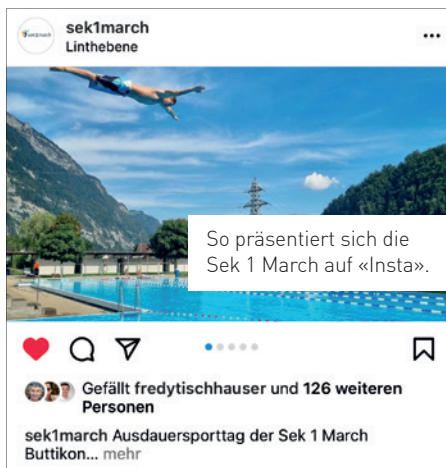 sek1march
Linthebene
sek1march
So präsentiert sich die
Sek 1 March auf «Insta».
Gefällt fredytischhauser und 126 weiteren
Personen
sek1march Ausdauersporttag der Sek 1 March
Buttikon... mehr